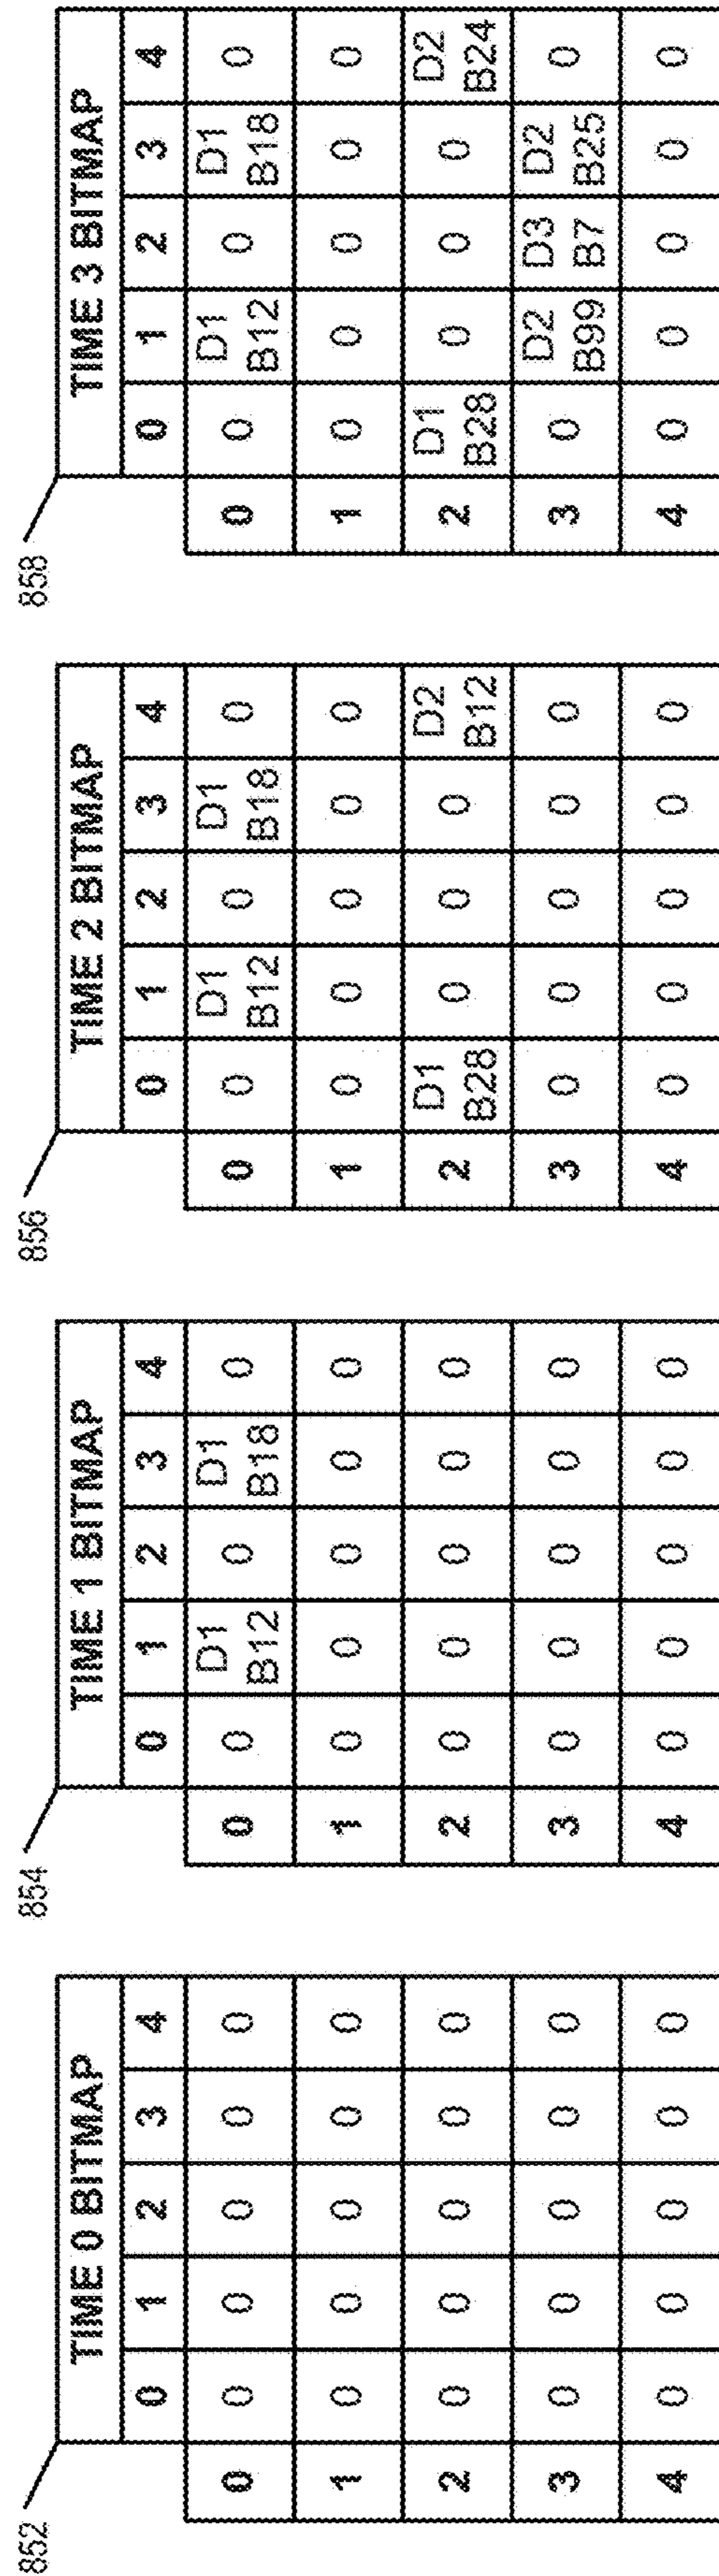 852
TIME 0 BITMAP
0 1 2 3 4
0 0 0 0 0 0
1 0 0 0 0 0
2 0 0 0 0 0
3 0 0 0 0 0
4 0 0 0 0 0
854
TIME 1 BITMAP
0 1 2 3 4
0 0 D1 0 D1 0
B12 B18
1 0 0 0 0 0
2 0 0 0 0 0
3 0 0 0 0 0
4 0 0 0 0 0
856
TIME 2 BITMAP
0 1 2 3 4
0 0 D1 0 D1 0
B12 B18
1 0 0 0 0 0
2 D1 0 0 0 D2
B28 B12
3 0 0 0 0 0
4 0 0 0 0 0
858
TIME 3 BITMAP
0 1 2 3 4
0 0 D1 0 D1 0
B12 B18
1 0 0 0 0 0
2 D1 0 0 0 D2
B28 B24
3 0 D2 D3 D2 0
B99 B7 B25
4 0 0 0 0 0